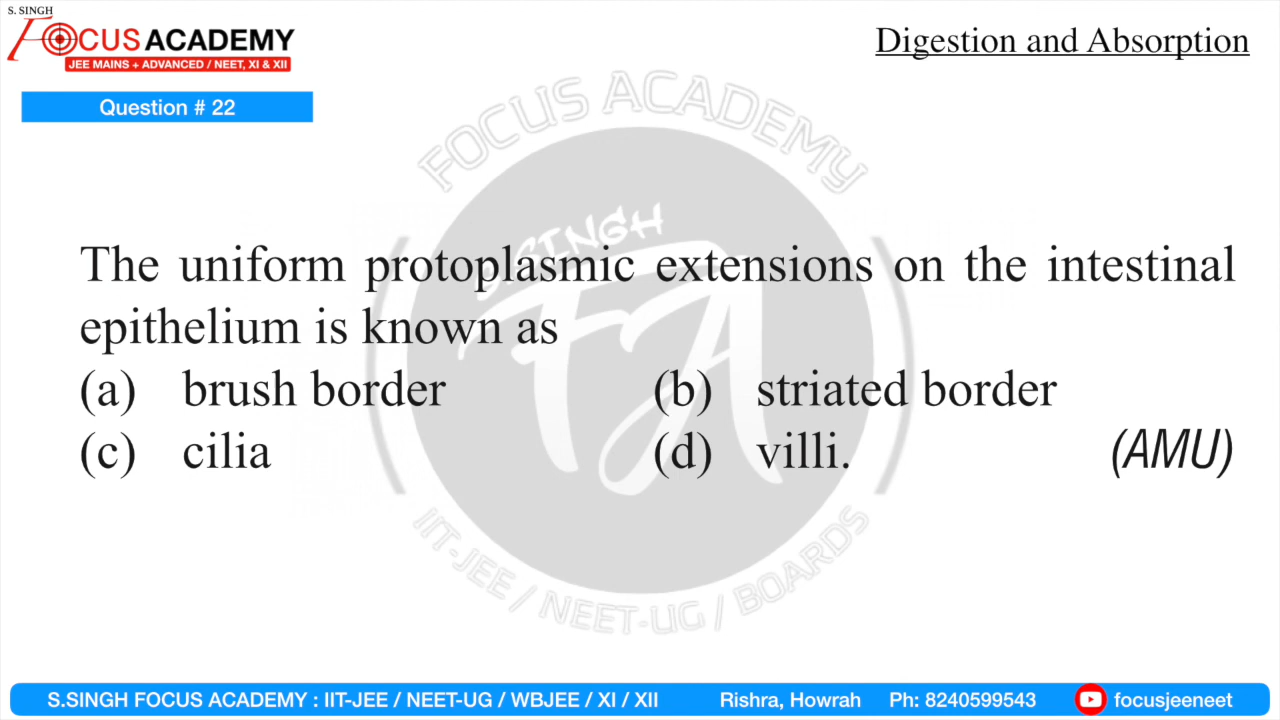 S. SINGH
FOCUS ACADEMY
JEE MAINS + ADVANCED / NEET, XI & XII
Digestion and Absorption
Question # 22
FOCUS ACADEMY
S.SINGH
FA
The uniform protoplasmic extensions on the intestinal
epithelium is known as
(a) brush border (b) striated border
(c) cilia (d) villi. (AMU)
IIT-JEE / NEET-UG / BOARDS
S.SINGH FOCUS ACADEMY : IIT-JEE / NEET-UG / WBJEE / XI / XII Rishra, Howrah Ph: 8240599543 focusjeeneet